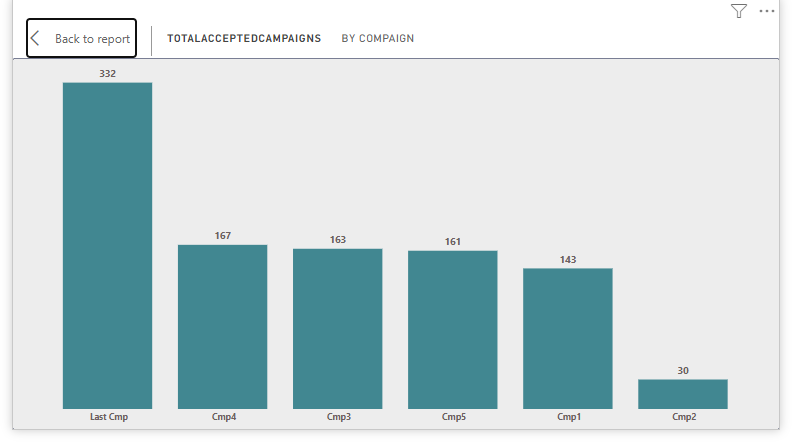 Back to report
TOTALACCEPTEDCAMPAIGNS BY COMPAIGN
332
167
163
161
143
30
Last Cmp
Cmp4
Cmp3
Cmp5
Cmp1
Cmp2